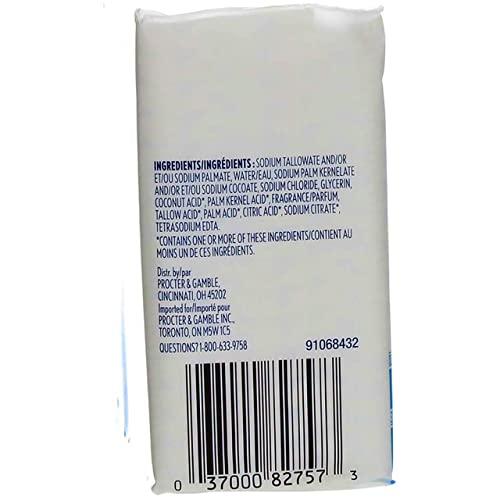 INGREDIENTS/INGRÉDIENTS : SODIUM TALLOWATE AND/OR
ET/OU SODIUM PALMATE, WATER/EAU, SODIUM PALM KERNELATE
AND/OR ET/OU SODIUM COCOATE, SODIUM CHLORIDE, GLYCERIN,
COCONUT ACID*, PALM KERNEL ACID*, FRAGRANCE/PARFUM,
TALLOW ACID*, PALM ACID*, CITRIC ACID*, SODIUM CITRATE*,
TETRASODIUM EDTA.
*CONTAINS ONE OR MORE OF THESE INGREDIENTS/CONTIENT AU
MOINS UN DE CES INGRÉDIENTS.
Distr. by/par
PROCTER & GAMBLE,
CINCINNATI, OH 45202
Imported for/Importé pour
PROCTER & GAMBLE INC.,
TORONTO, ON M5W 1C5
QUESTIONS? 1-800-633-9758
91068432
0 37000 82757 3